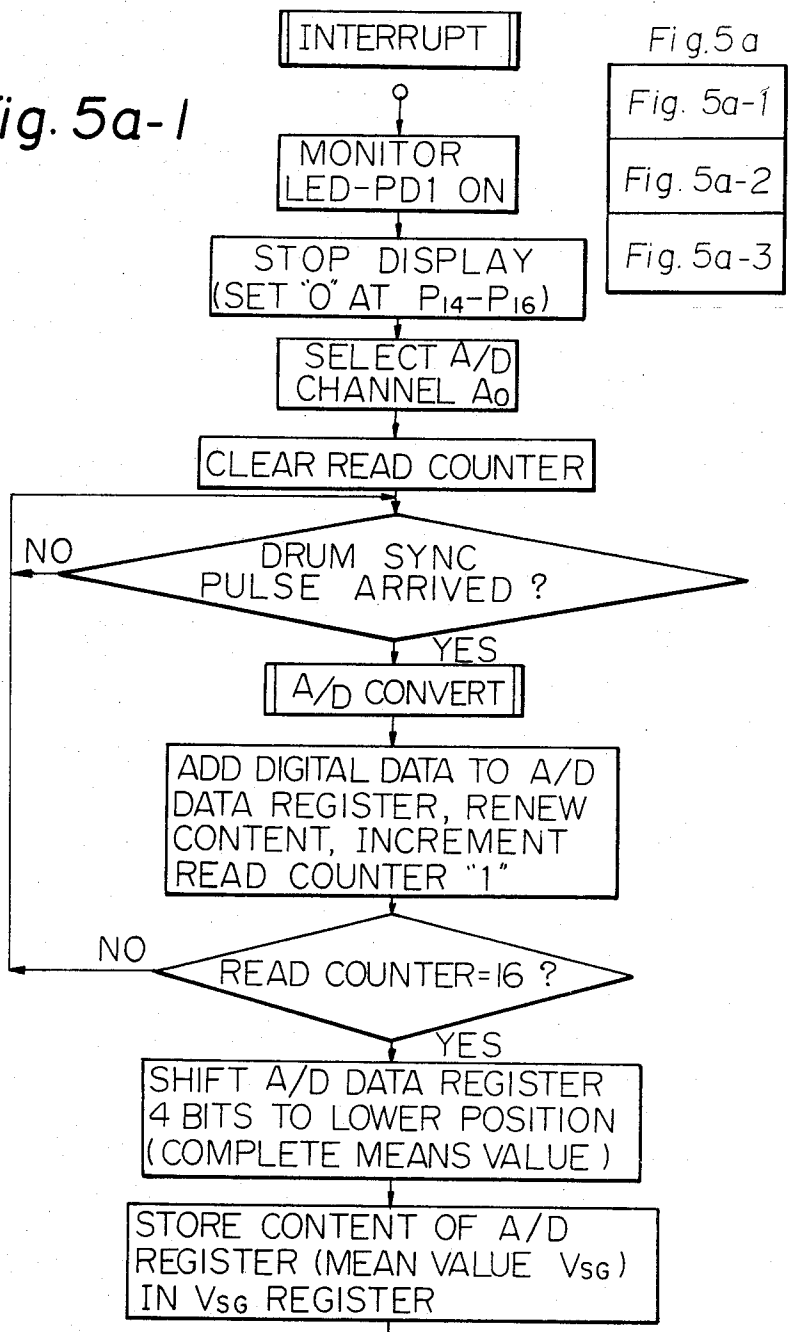 INTERRUPT
Fig. 5a
Fig. 5a-1
Fig. 5a-2
Fig. 5a-3
ig. 5a-1
MONITOR
LED-PD1 ON
STOP DISPLAY
(SET "0" AT P14-P16)
SELECT A/D
CHANNEL A0
CLEAR READ COUNTER
NO
DRUM SYNC
PULSE ARRIVED ?
YES
A/D CONVERT
ADD DIGITAL DATA TO A/D
DATA REGISTER, RENEW
CONTENT, INCREMENT
READ COUNTER "1"
NO
READ COUNTER=16 ?
YES
SHIFT A/D DATA REGISTER
4 BITS TO LOWER POSITION
(COMPLETE MEANS VALUE)
STORE CONTENT OF A/D
REGISTER (MEAN VALUE VSG)
IN VSG REGISTER